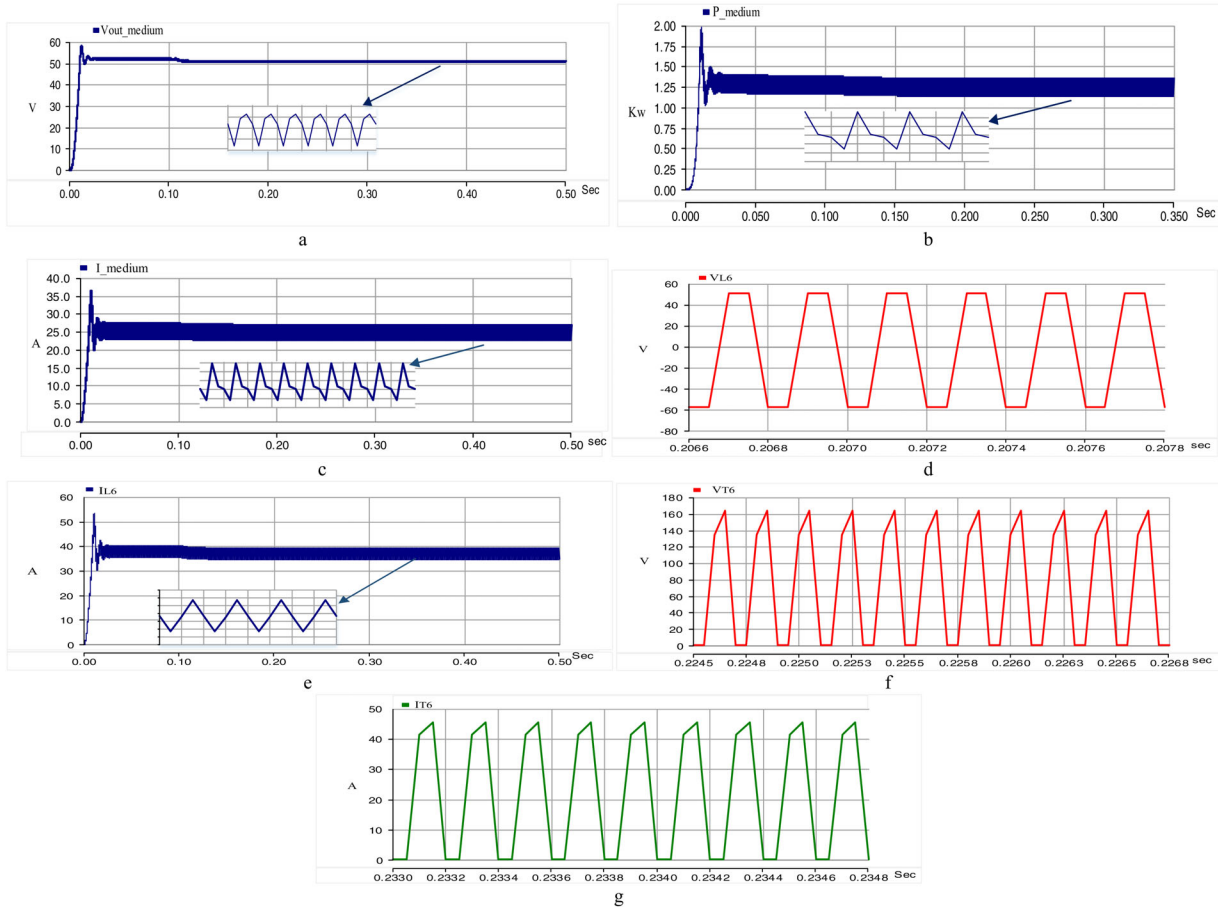 Vout_medium
60
50
40
V
30
20
10
0
0.00 0.10 0.20 0.30 0.40 0.50 Sec
a
P_medium
2.00
1.75
1.50
1.25
Kw
1.00
0.75
0.50
0.25
0.00
0.000 0.050 0.100 0.150 0.200 0.250 0.300 0.350 Sec
b
I_medium
40.0
35.0
30.0
25.0
A
20.0
15.0
10.0
5.0
0.0
0.00 0.10 0.20 0.30 0.40 0.50 sec
c
VL6
60
40
20
V
0
-20
-40
-60
-80
0.2066 0.2068 0.2070 0.2072 0.2074 0.2076 0.2078 sec
d
IL6
60
50
40
A
30
20
10
0
0.00 0.10 0.20 0.30 0.40 0.50 Sec
e
VT6
180
160
140
120
V
100
80
60
40
20
0
0.2245 0.2248 0.2250 0.2253 0.2255 0.2258 0.2260 0.2263 0.2265 0.2268 sec
f
IT6
50
40
30
A
20
10
0
0.2330 0.2332 0.2334 0.2336 0.2338 0.2340 0.2342 0.2344 0.2346 0.2348 Sec
g